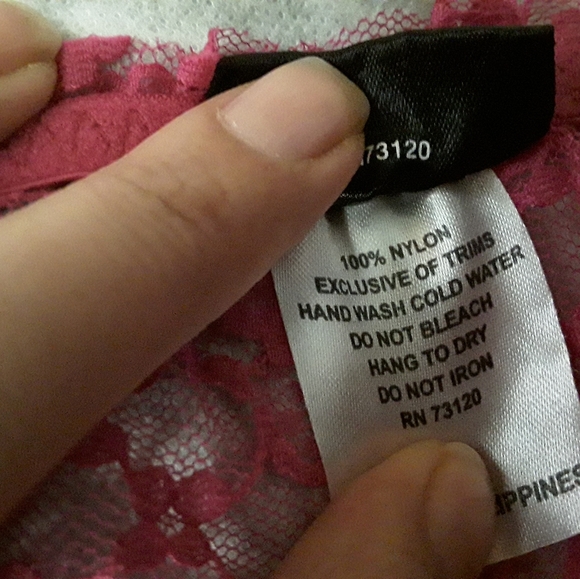 73120
100% NYLON
EXCLUSIVE OF TRIMS
HAND WASH COLD WATER
DO NOT BLEACH
HANG TO DRY
DO NOT IRON
RN 73120
IPPINES